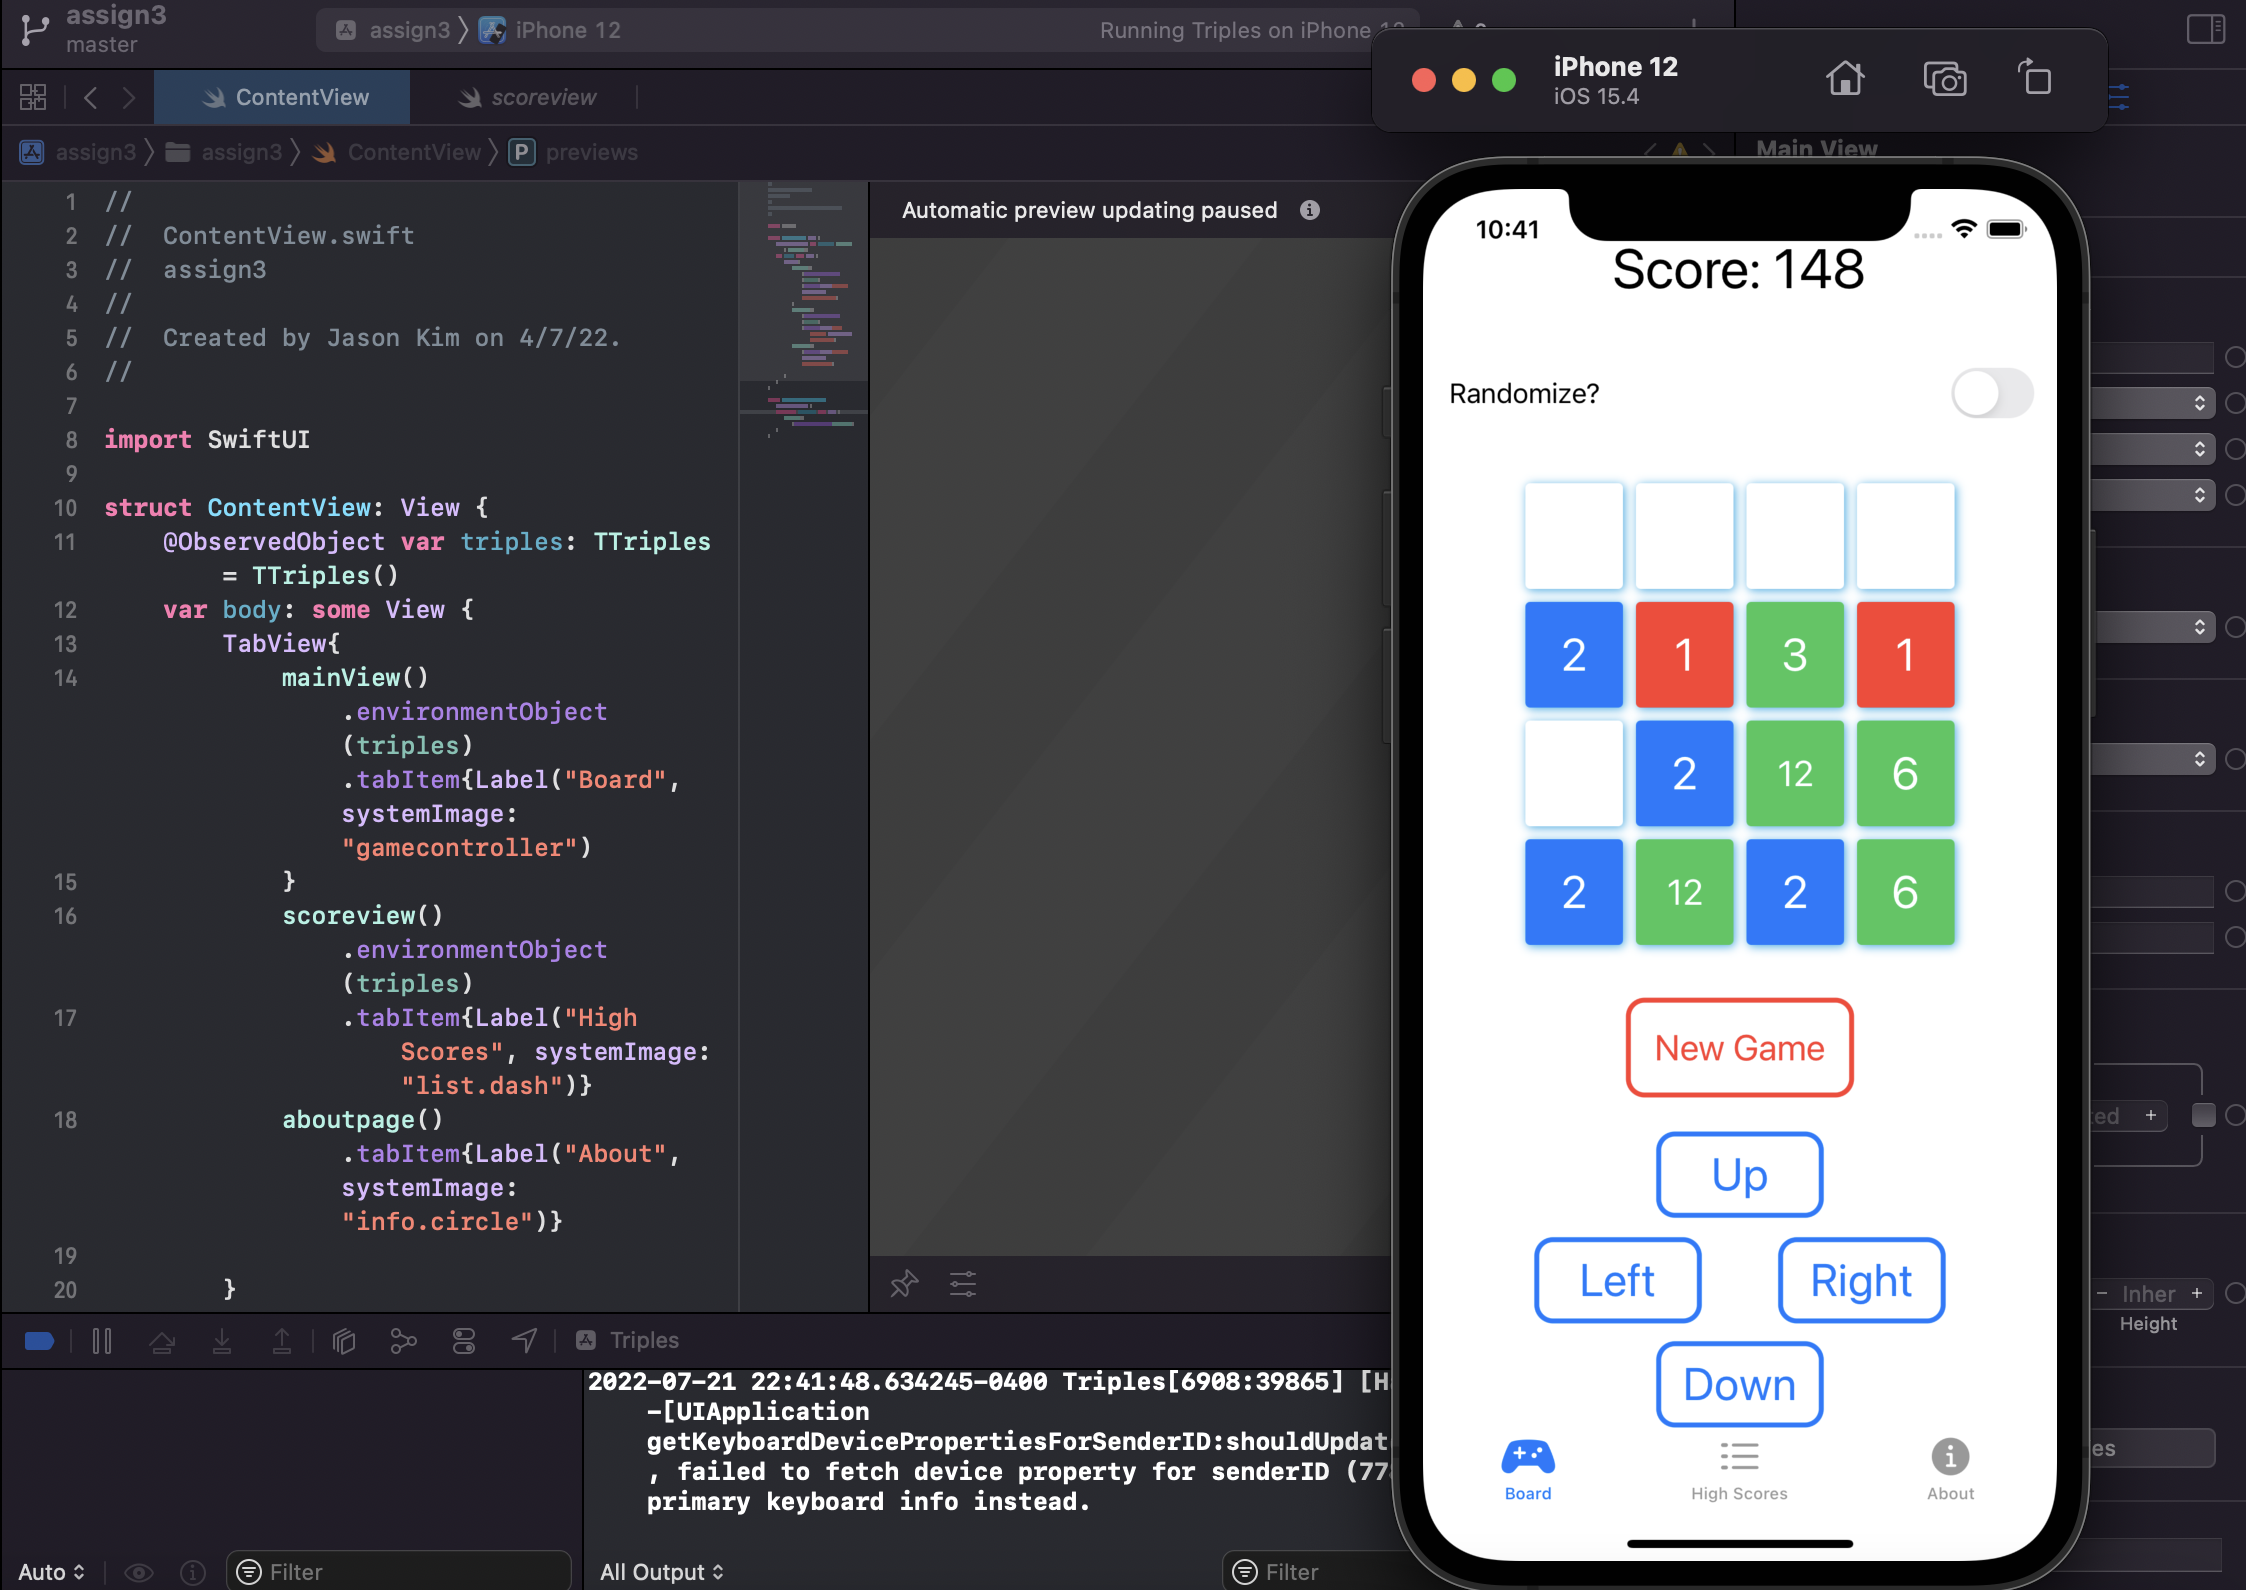 assign3
master
assign3 iPhone 12
Running Triples on iPhone 12
iPhone 12
iOS 15.4
ContentView
scoreview
assign3 assign3 ContentView P previews
Main View
1 //
2 // ContentView.swift
3 // assign3
4 //
5 // Created by Jason Kim on 4/7/22.
6 //
7
8 import SwiftUI
9
10 struct ContentView: View {
11 @ObservedObject var triples: TTriples
= TTriples()
12 var body: some View {
13 TabView{
14 mainView()
.environmentObject
(triples)
.tabItem{Label("Board",
systemImage:
"gamecontroller")
15 }
16 scoreview()
.environmentObject
(triples)
17 .tabItem{Label("High
Scores", systemImage:
"list.dash")}
18 aboutpage()
.tabItem{Label("About",
systemImage:
"info.circle")}
19
20 }
Automatic preview updating paused
10:41
Score: 148
Randomize?
2 1 3 1
2 12 6
2 12 2 6
New Game
Up
Left Right
Down
Board High Scores About
Inher
Height
Triples
2022-07-21 22:41:48.634245-0400 Triples[6908:39865]
-[UIApplication
getKeyboardDevicePropertiesForSenderID:shouldUpdat
, failed to fetch device property for senderID (77
primary keyboard info instead.
Auto Filter
All Output Filter